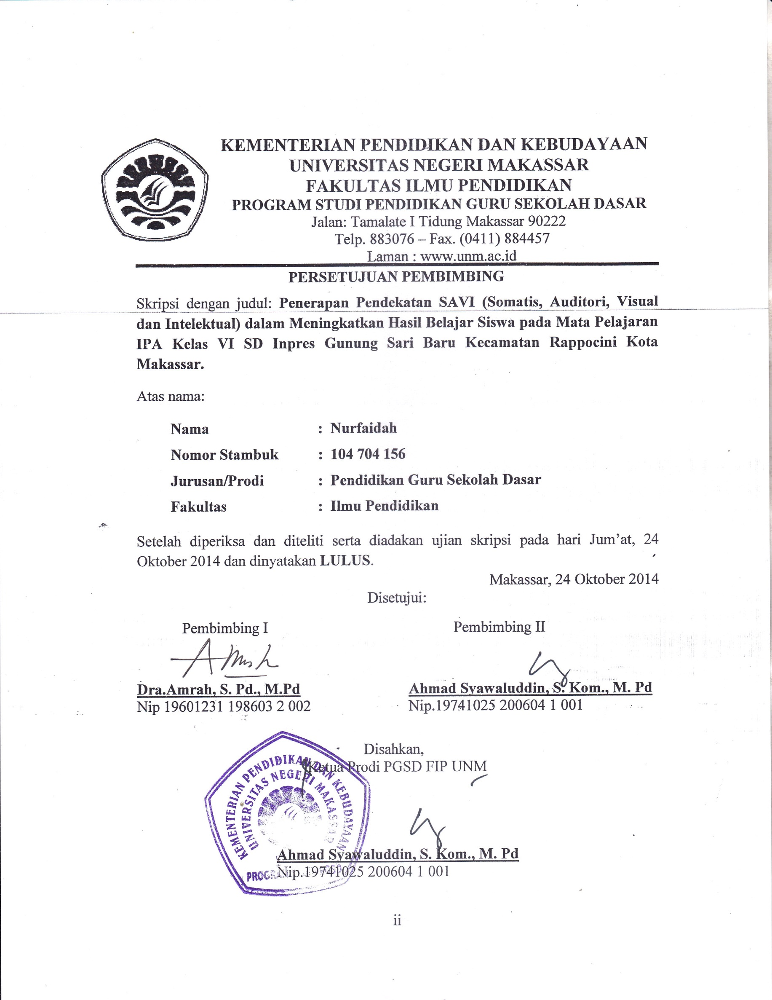 KEMENTERIAN PENDIDIKAN DAN KEBUDAYAAN
UNIVERSITAS NEGERI MAKASSAR
FAKULTAS ILMU PENDIDIKAN
PROGRAM STUDI PENDIDIKAN GURU SEKOLAH DASAR
Jalan: Tamalate I Tidung Makassar 90222
Telp. 883076 – Fax. (0411) 884457
Laman : www.unm.ac.id
PERSETUJUAN PEMBIMBING
Skripsi dengan judul: Penerapan Pendekatan SAVI (Somatis, Auditori, Visual
dan Intelektual) dalam Meningkatkan Hasil Belajar Siswa pada Mata Pelajaran
IPA Kelas VI SD Inpres Gunung Sari Baru Kecamatan Rappocini Kota
Makassar.
Atas nama:
Nama : Nurfaidah
Nomor Stambuk : 104 704 156
Jurusan/Prodi : Pendidikan Guru Sekolah Dasar
Fakultas : Ilmu Pendidikan
Setelah diperiksa dan diteliti serta diadakan ujian skripsi pada hari Jum’at, 24
Oktober 2014 dan dinyatakan LULUS.
Makassar, 24 Oktober 2014
Disetujui:
Pembimbing I Pembimbing II
Dra.Amrah, S. Pd., M.Pd Ahmad Syawaluddin, S. Kom., M. Pd
Nip 19601231 198603 2 002 Nip.19741025 200604 1 001
Disahkan,
Ketua Prodi PGSD FIP UNM
KEMENTERIAN PENDIDIKAN DAN KEBUDAYAAN
UNIVERSITAS NEGERI MAKASSAR
Ahmad Syawaluddin, S. Kom., M. Pd
Nip.19741025 200604 1 001
ii